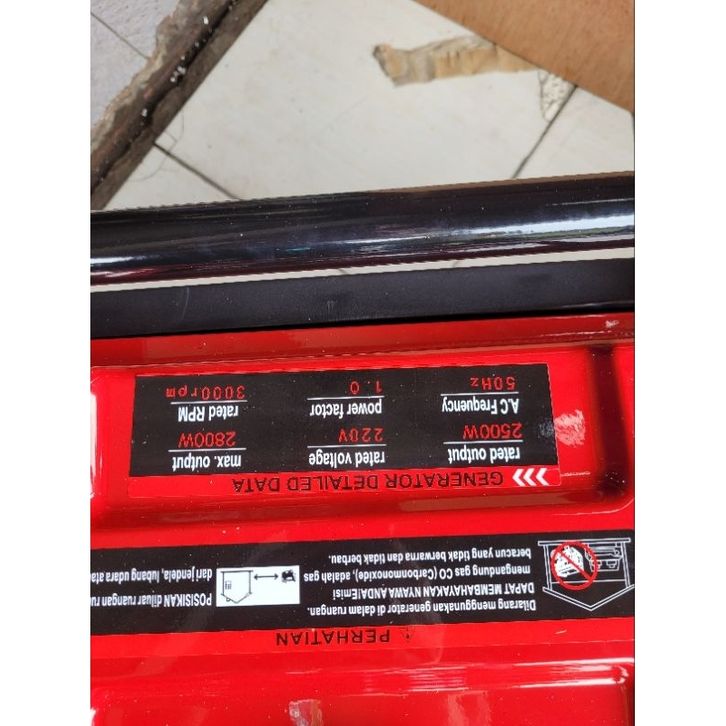 GENERATOR DETAILED DATA
rated output
2500W
rated voltage
220V
max. output
2800W
A.C Frequency
50Hz
power factor
1.0
rated RPM
3000rpm
PERHATIAN
Dilarang menggunakan generator di dalam ruangan.
DAPAT MEMBAHAYAKAN NYAWA ANDA!Emisi
mengandung gas CO (Carbonmonoxide), adalah gas
beracun yang tidak berwarna dan tidak berbau.
POSISIKAN diluar ruangan
dari jendela, lubang udara